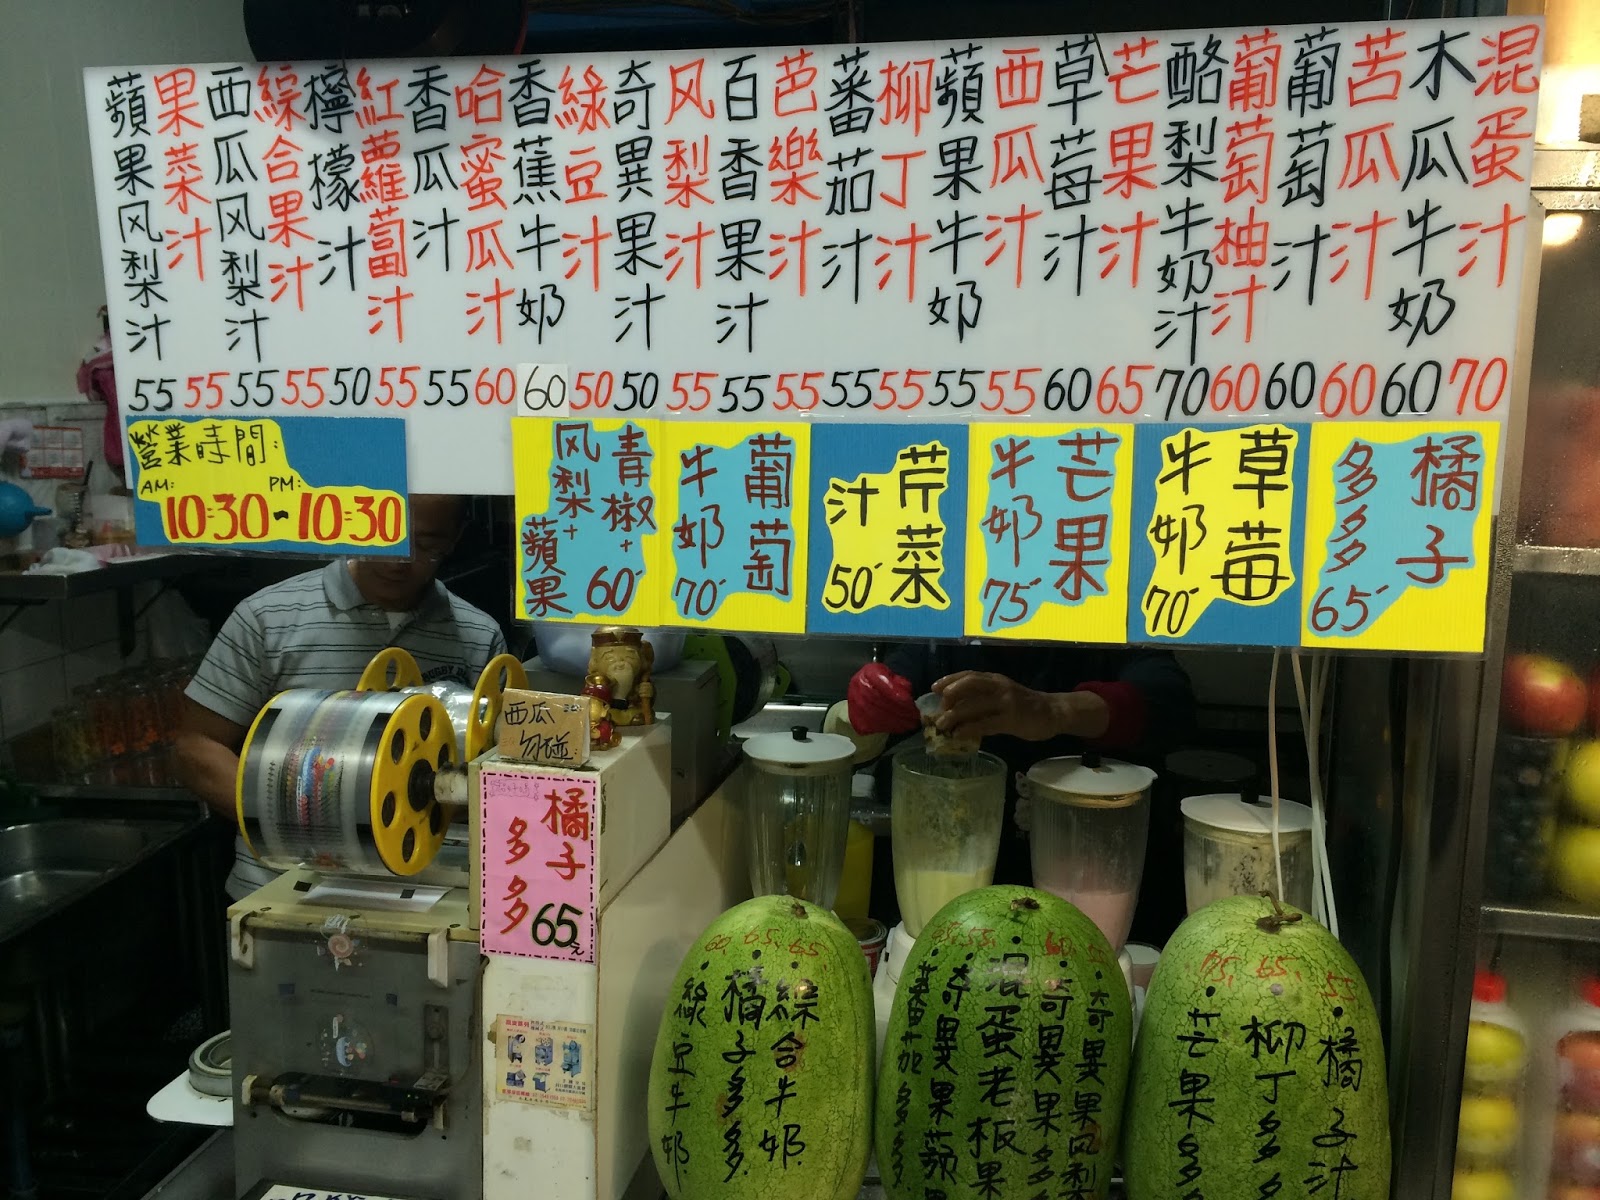 混蛋汁 70
木瓜牛奶 60
苦瓜汁 60
葡萄汁 60
葡萄柚汁 60
酪梨牛奶汁 70
芒果汁 65
草莓汁 60
西瓜汁 55
蘋果牛奶 55
柳丁汁 55
蕃茄汁 55
芭樂汁 55
百香果汁 55
风梨汁 55
奇異果汁 50
綠豆汁 50
香蕉牛奶 60
哈蜜瓜汁 60
香瓜汁 55
紅蘿蔔汁 55
檸檬汁 50
綜合果汁 55
西瓜风梨汁 55
果菜汁 55
蘋果风梨汁 55
營業時間:
AM: PM:
10:30~10:30
青椒+
风梨+
蘋果
60
葡萄
牛奶
70
芹菜
汁
50
芒果
牛奶
75
草莓
牛奶
70
橘子
多多
65
西瓜
勿碰
橘子
多多
65元
60. 65. 65.
綜合牛奶
橘子多多
綠豆牛奶
奇異果风梨
奇異果多
混蛋老板果
奇異果蘋
蕃茄多多
65. 55
橘子汁
柳丁多多
芒果多